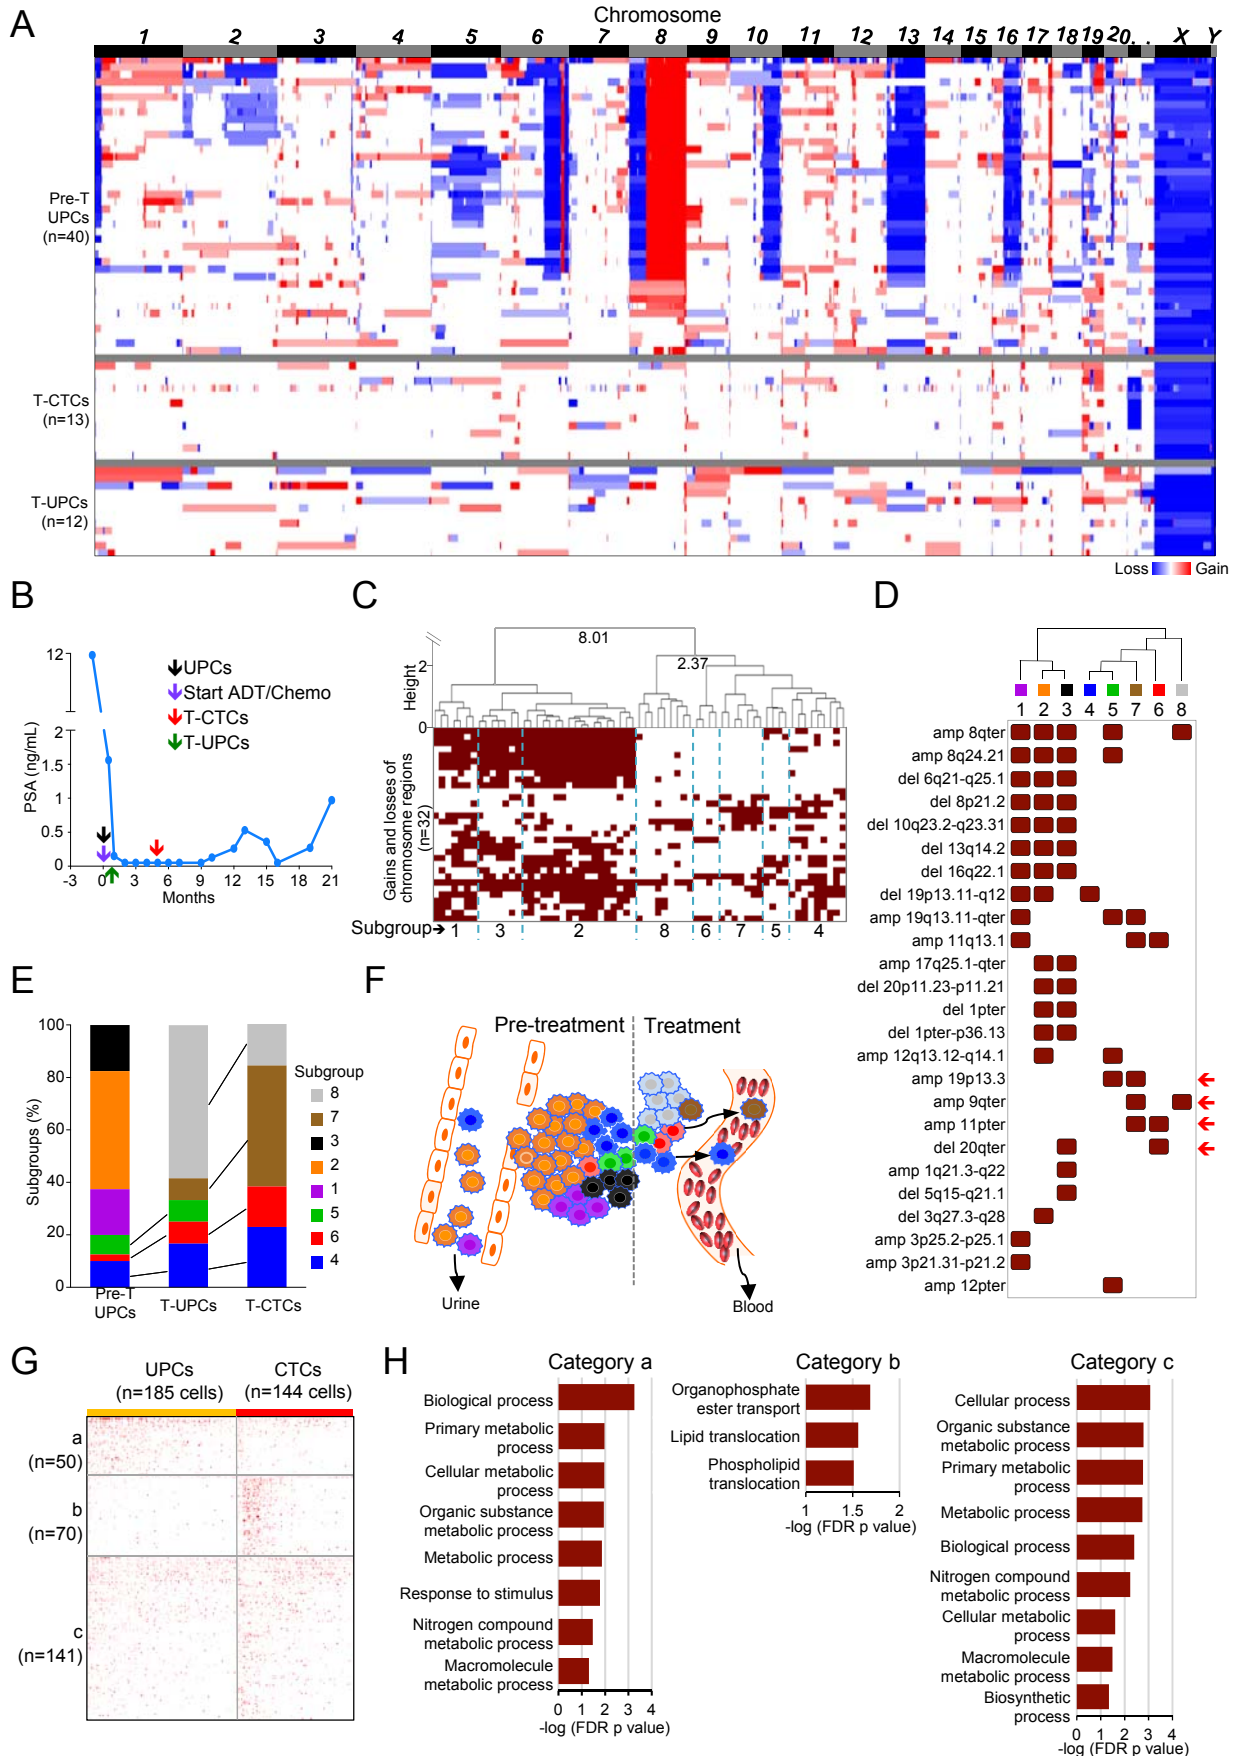 A
Chromosome
1 2 3 4 5 6 7 8 9 10 11 12 13 14 15 16 17 18 19 20. . X Y
Pre-T
UPCs
(n=40)
T-CTCs
(n=13)
T-UPCs
(n=12)
Loss Gain
B
PSA (ng/mL)
12
2
1.5
1
0.5
0
-3 0 3 6 9 12 15 18 21
Months
UPCs
Start ADT/Chemo
T-CTCs
T-UPCs
C
8.01
2.37
Height
2
0
Gains and losses of
chromosome regions
(n=32)
Subgroup 1 3 2 8 6 7 5 4
D
1 2 3 4 5 7 6 8
amp 8qter
amp 8q24.21
del 6q21-q25.1
del 8p21.2
del 10q23.2-q23.31
del 13q14.2
del 16q22.1
del 19p13.11-q12
amp 19q13.11-qter
amp 11q13.1
amp 17q25.1-qter
del 20p11.23-p11.21
del 1pter
del 1pter-p36.13
amp 12q13.12-q14.1
amp 19p13.3
amp 9qter
amp 11pter
del 20qter
amp 1q21.3-q22
del 5q15-q21.1
del 3q27.3-q28
amp 3p25.2-p25.1
amp 3p21.31-p21.2
amp 12pter
E
Subgroups (%)
100
80
60
40
20
0
Pre-T
UPCs
T-UPCs
T-CTCs
Subgroup
8
7
3
2
1
5
6
4
F
Pre-treatment
Treatment
Urine
Blood
G
UPCs
(n=185 cells)
CTCs
(n=144 cells)
a
(n=50)
b
(n=70)
c
(n=141)
H
Category a
Biological process
Primary metabolic
process
Cellular metabolic
process
Organic substance
metabolic process
Metabolic process
Response to stimulus
Nitrogen compound
metabolic process
Macromolecule
metabolic process
0 1 2 3 4
-log (FDR p value)
Category b
Organophosphate
ester transport
Lipid translocation
Phospholipid
translocation
1 1.5 2
-log (FDR p value)
Category c
Cellular process
Organic substance
metabolic process
Primary metabolic
process
Metabolic process
Biological process
Nitrogen compound
metabolic process
Cellular metabolic
process
Macromolecule
metabolic process
Biosynthetic
process
0 1 2 3 4
-log (FDR p value)